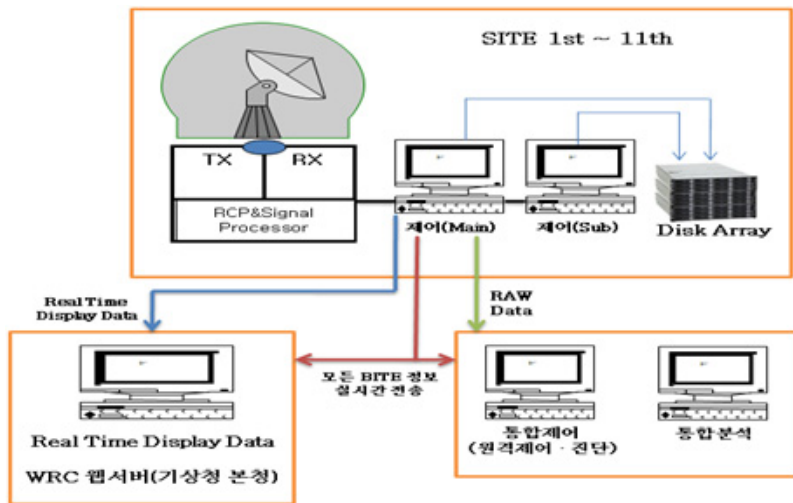 SITE 1st ~ 11th
TX
RX
RCP&Signal
Processor
제어(Main)
제어(Sub)
Disk Array
Real Time
Display Data
RAW
Data
모든 BITE 정보
실시간 전송
Real Time Display Data
WRC 웹서버(기상청 본청)
통합제어
(원격제어 · 진단)
통합분석